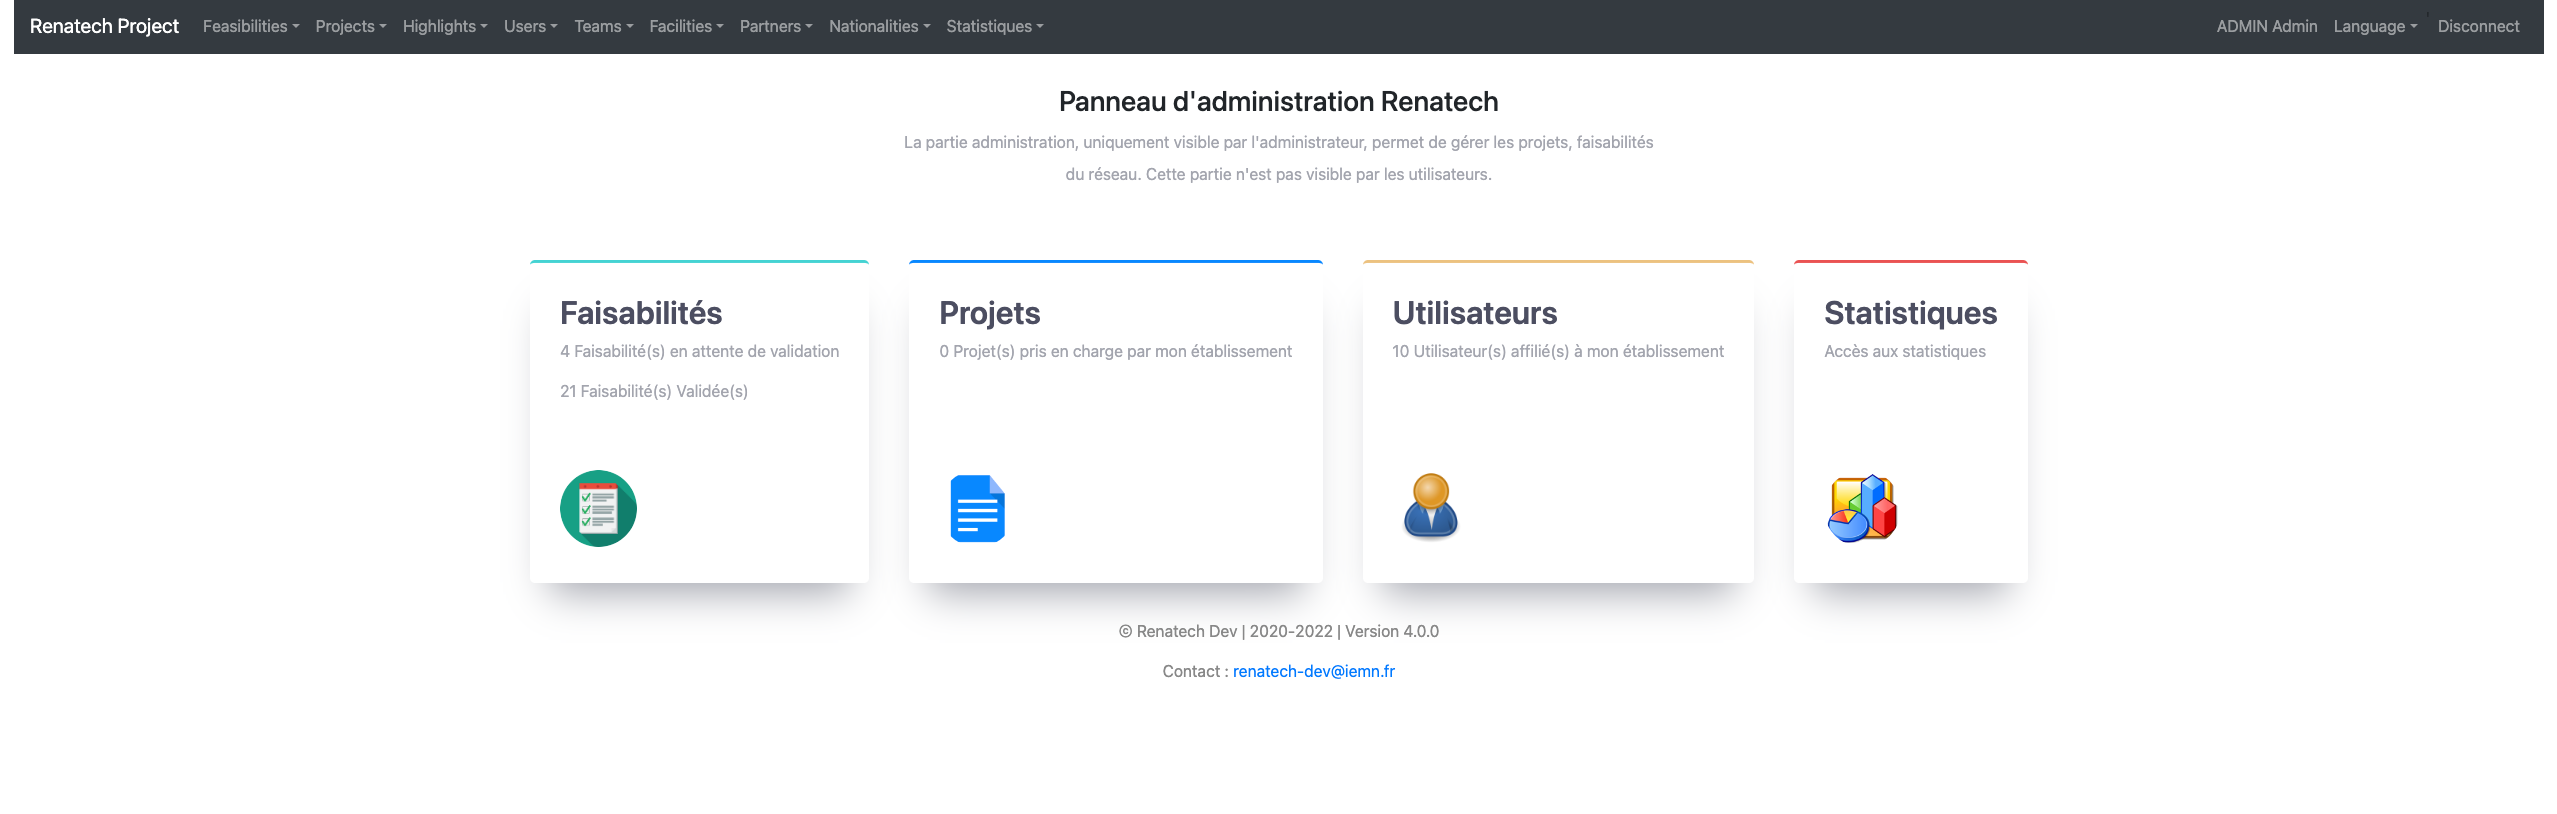 Renatech Project Feasibilities Projects Highlights Users Teams Facilities Partners Nationalities Statistiques ADMIN Admin Language Disconnect
Panneau d'administration Renatech
La partie administration, uniquement visible par l'administrateur, permet de gérer les projets, faisabilités
du réseau. Cette partie n'est pas visible par les utilisateurs.
Faisabilités
4 Faisabilité(s) en attente de validation
21 Faisabilité(s) Validée(s)
Projets
0 Projet(s) pris en charge par mon établissement
Utilisateurs
10 Utilisateur(s) affilié(s) à mon établissement
Statistiques
Accès aux statistiques
© Renatech Dev | 2020-2022 | Version 4.0.0
Contact : renatech-dev@iemn.fr